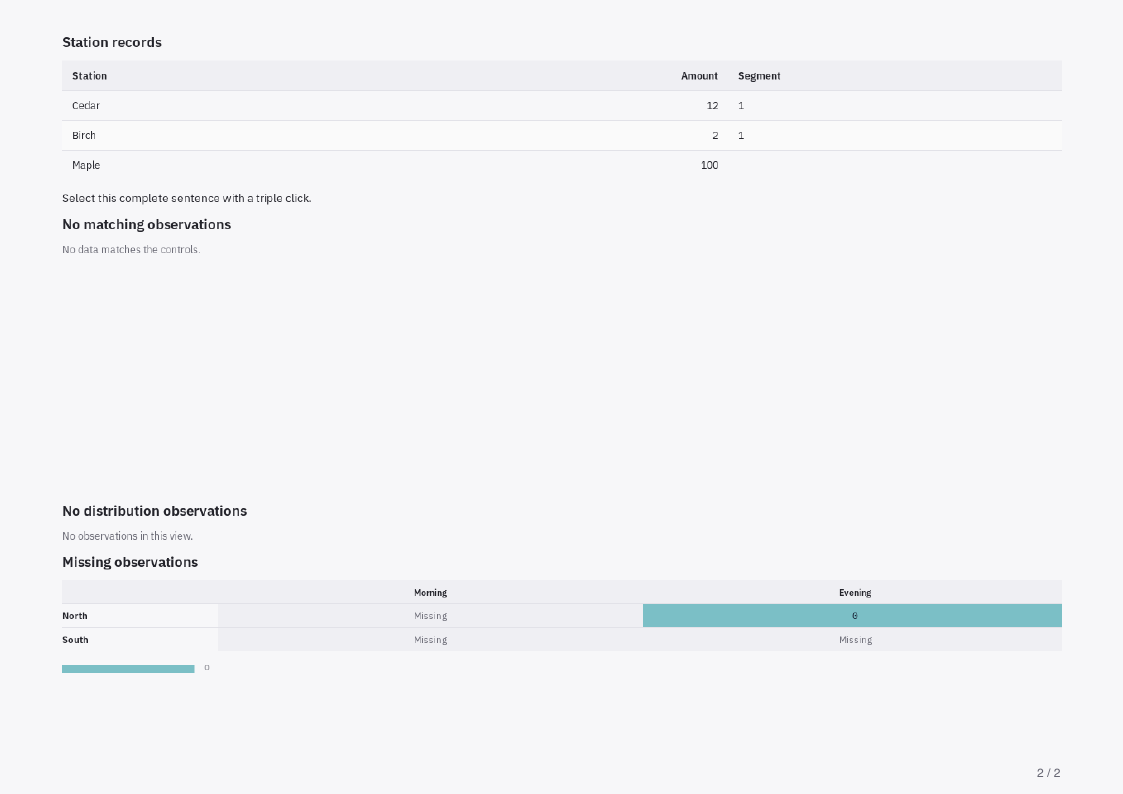 Station records
Station Amount Segment
Cedar 12 1
Birch 2 1
Maple 100
Select this complete sentence with a triple click.
No matching observations
No data matches the controls.
No distribution observations
No observations in this view.
Missing observations
Morning Evening
North Missing 0
South Missing Missing
0
2 / 2